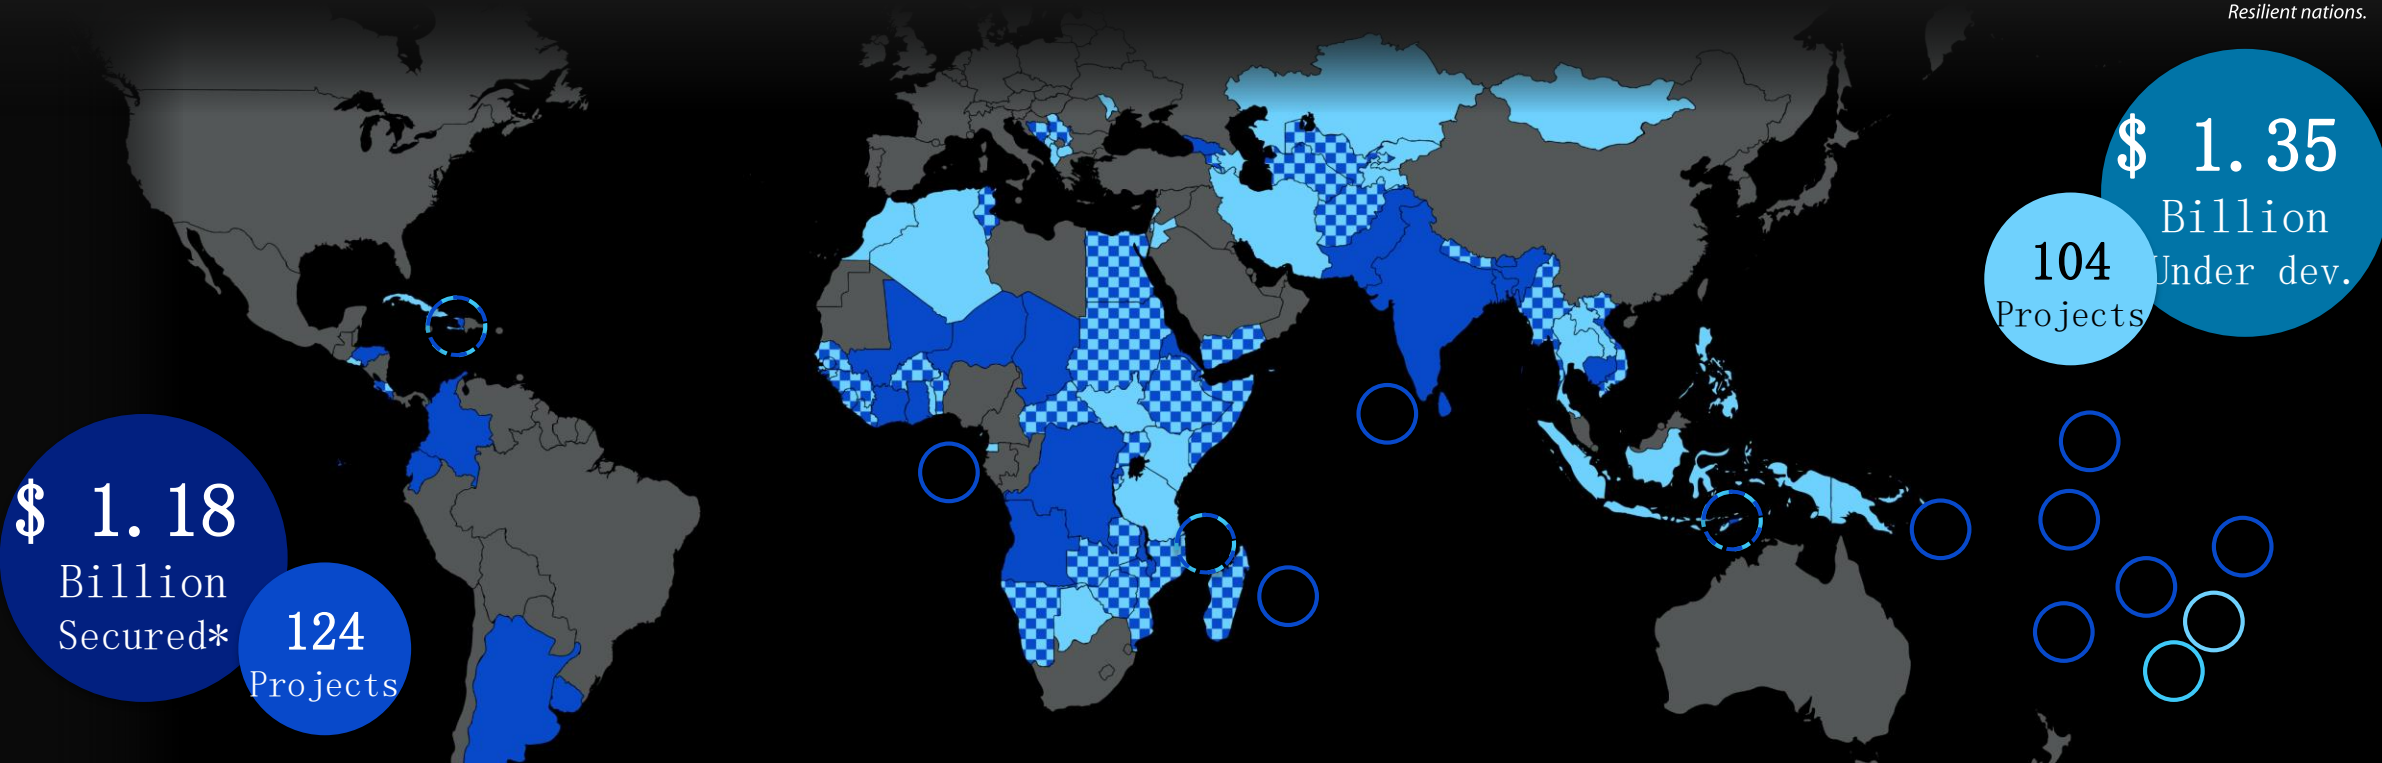 Resilient nations.
$ 1.35
Billion
Under dev.
104
Projects
$ 1.18
Billion
Secured*
124
Projects